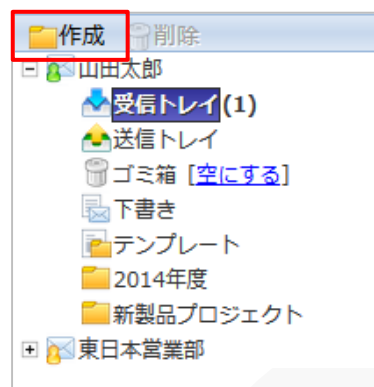 作成 削除
山田太郎
受信トレイ(1)
送信トレイ
ゴミ箱 [空にする]
下書き
テンプレート
2014年度
新製品プロジェクト
東日本営業部